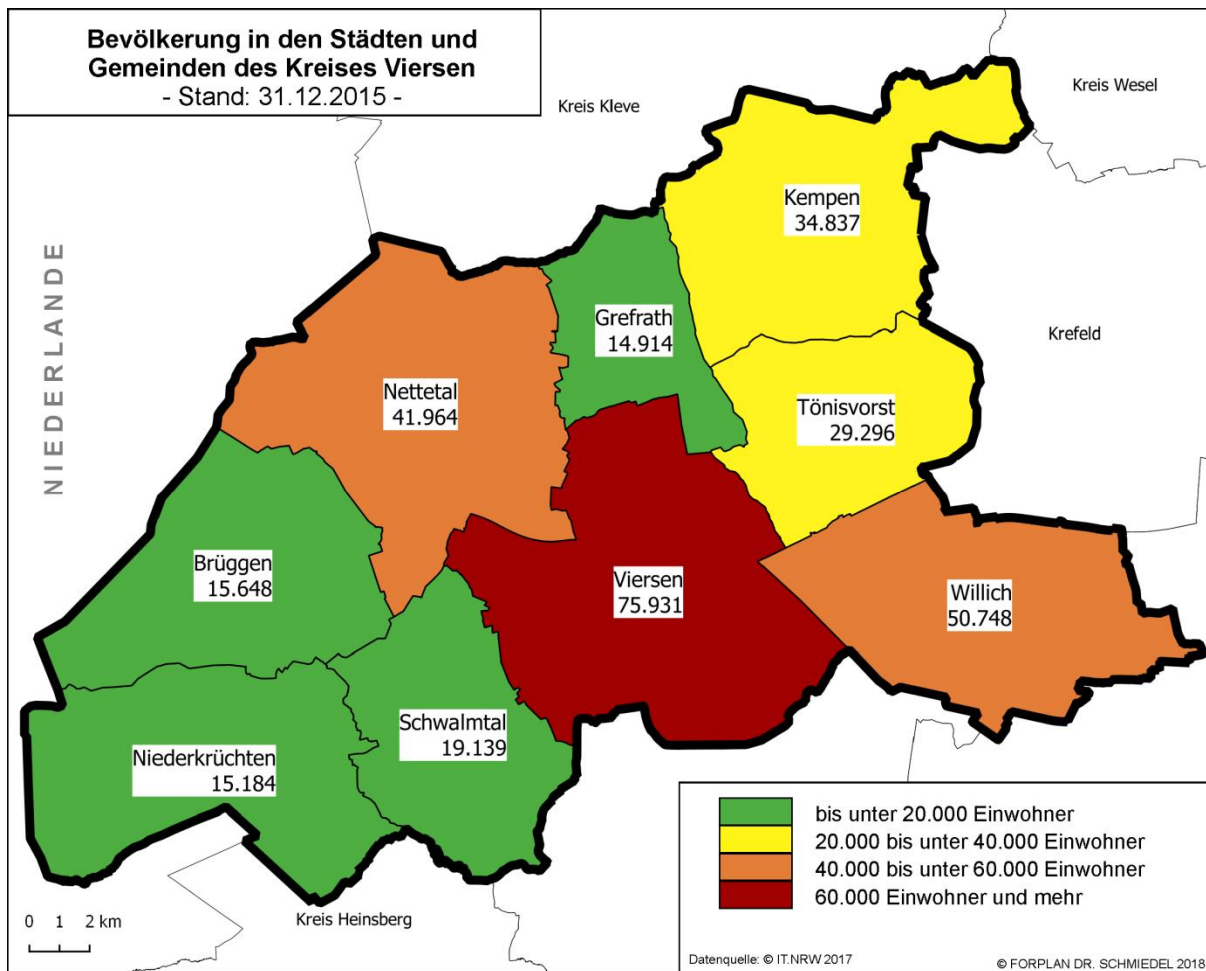 Bevölkerung in den Städten und
Gemeinden des Kreises Viersen
- Stand: 31.12.2015 -
Kreis Kleve
Kreis Wesel
Kempen
34.837
NIEDERLANDE
Grefrath
14.914
Krefeld
Nettetal
41.964
Tönisvorst
29.296
Brüggen
15.648
Viersen
75.931
Willich
50.748
Schwalmtal
19.139
Niederkrüchten
15.184
bis unter 20.000 Einwohner
20.000 bis unter 40.000 Einwohner
40.000 bis unter 60.000 Einwohner
60.000 Einwohner und mehr
0 1 2 km
Kreis Heinsberg
Datenquelle: © IT.NRW 2017
© FORPLAN DR. SCHMIEDEL 2018